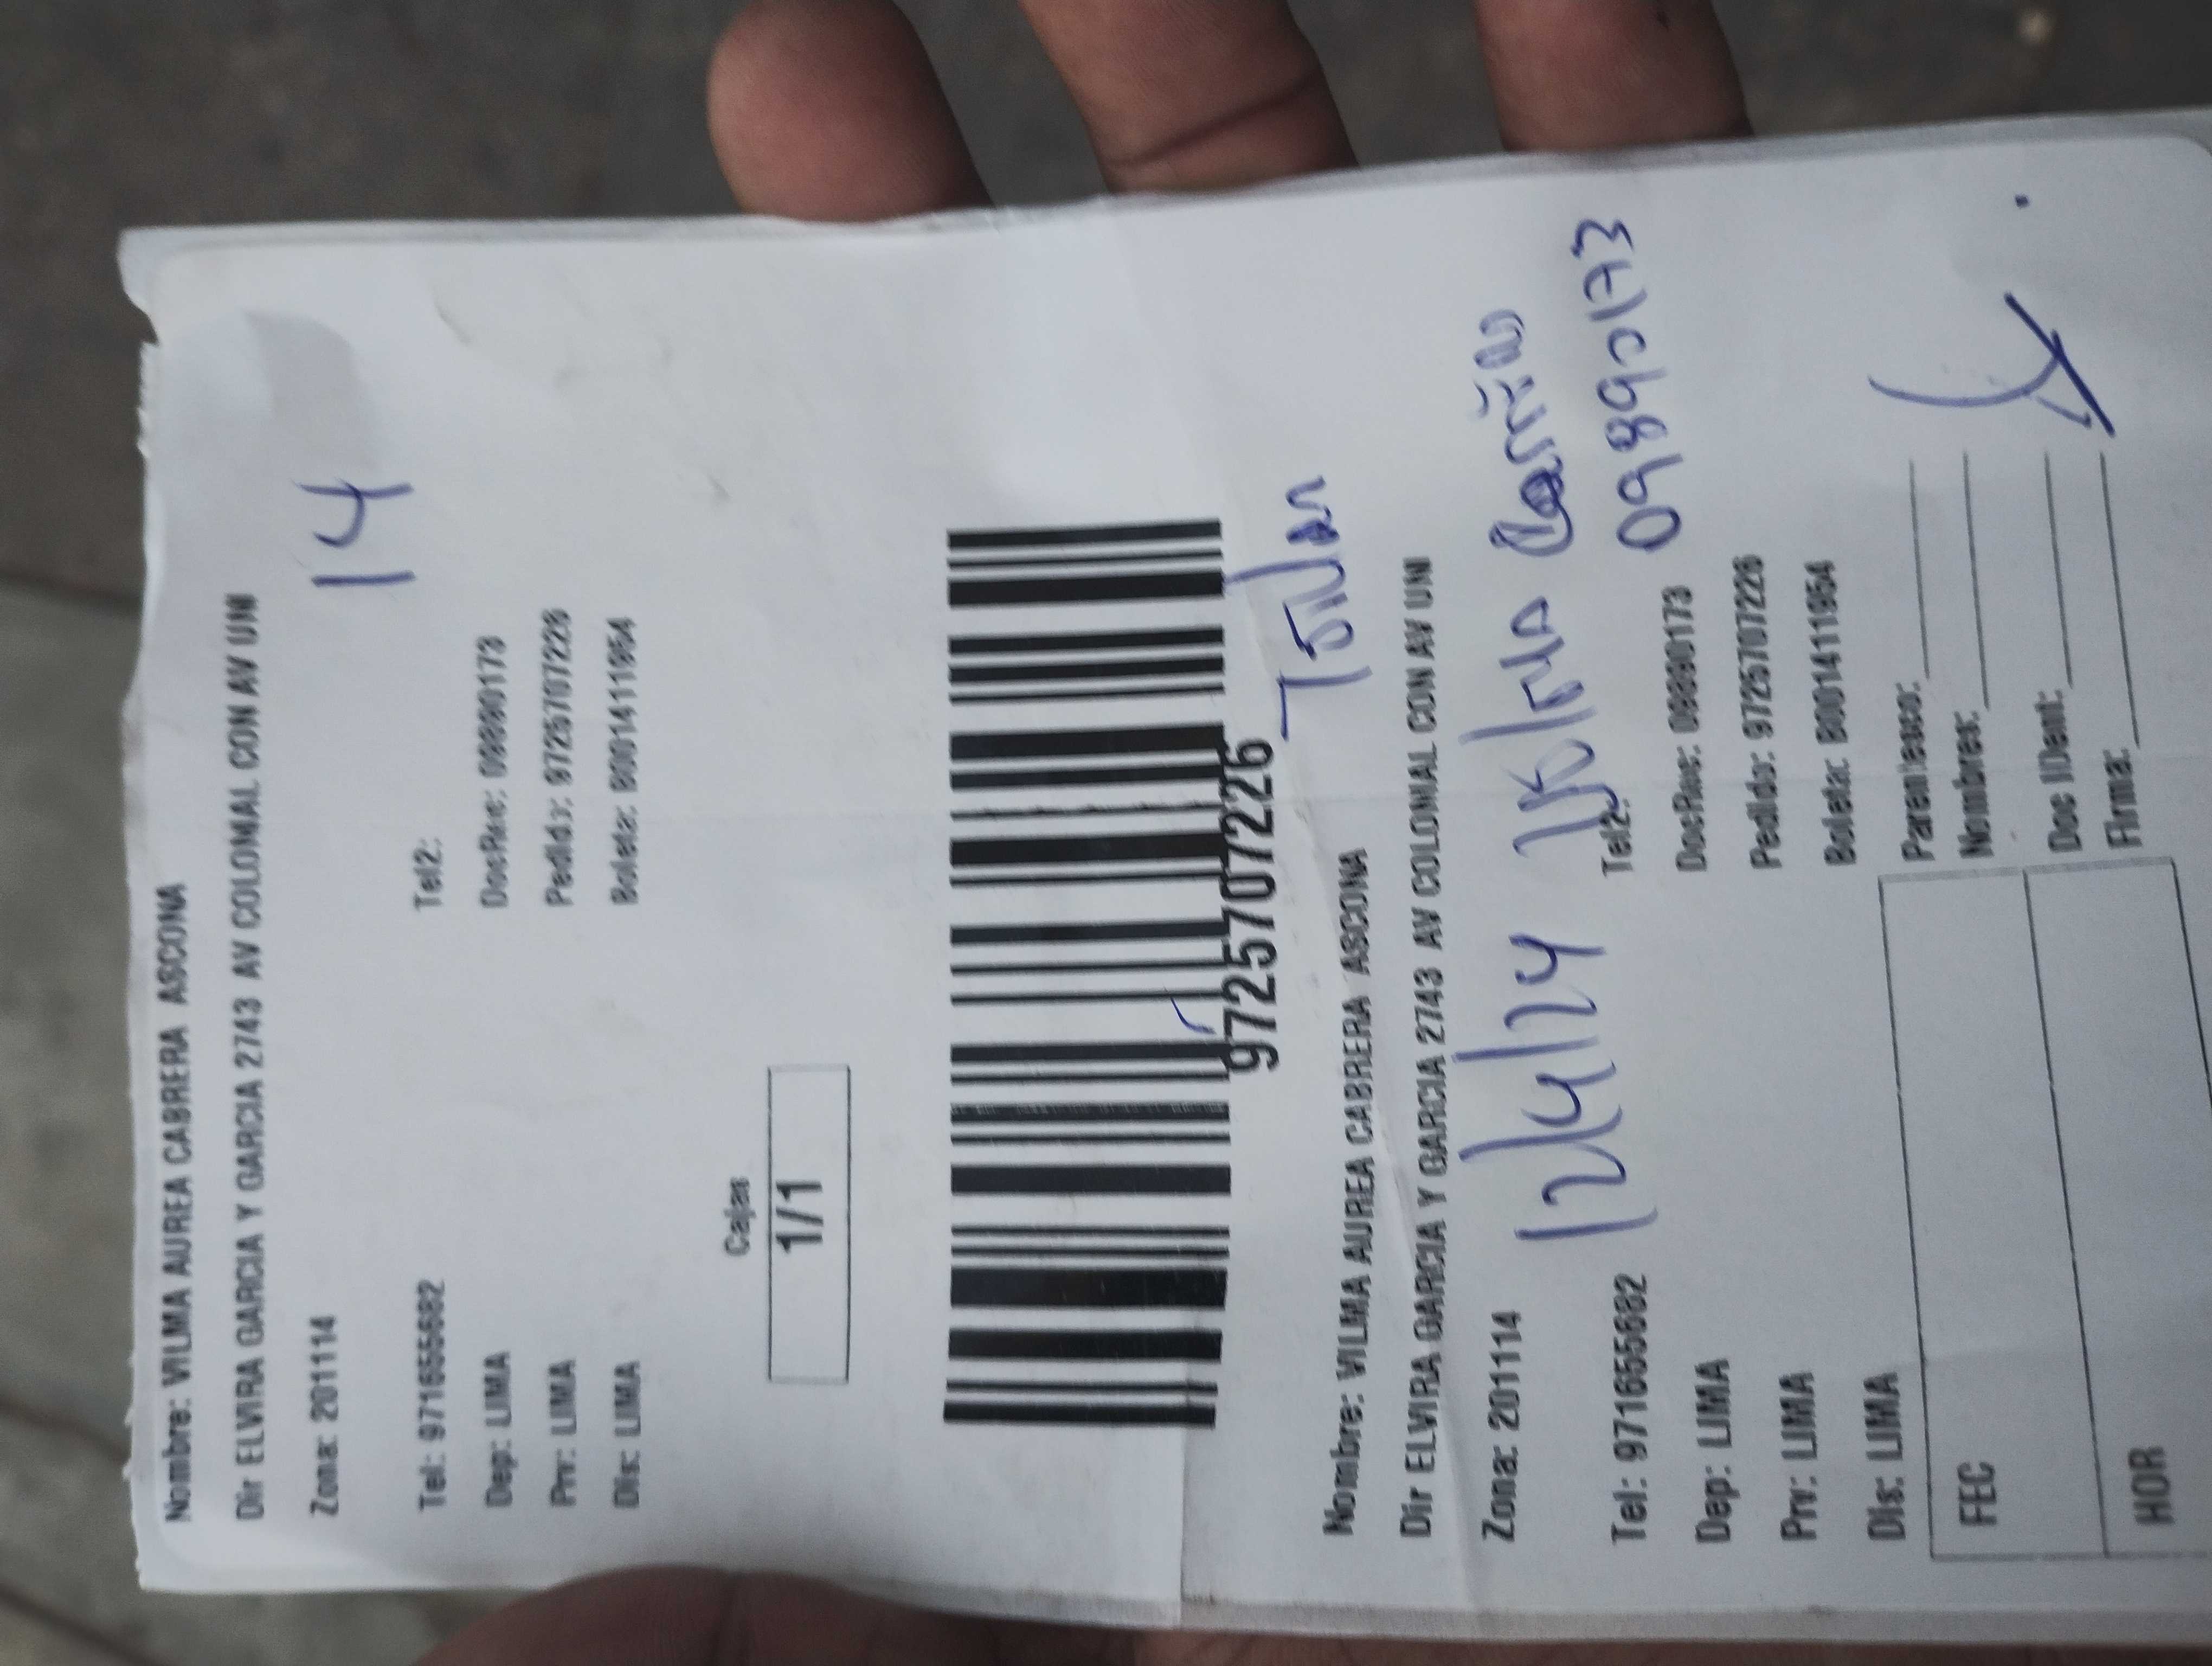 Nombre: VILMA AUREA CABRERA ASCONA
Dir ELVIRA GARCIA Y GARCIA 2743 AV COLONIAL CON AV UNI
Zona: 201114
14
Tel: 971655682
Tel2:
Dep: LIMA
DocRec: 09890173
Prv: LIMA
Pedido: 9725707226
Dis: LIMA
Boleta: B001411954
Cajas
1/1
9725707226
Nombre: VILMA AUREA CABRERA ASCONA
Dir ELVIRA GARCIA Y GARCIA 2743 AV COLONIAL CON AV UNI
Zona: 201114
12/4/24
Tel: 971655682
Tel2:
09890173
Dep: LIMA
DocRec: 09890173
Prv: LIMA
Pedido: 9725707226
Dis: LIMA
Boleta: B001411954
FEC
Parentesco:
Nombres:
HOR
Doc IDent:
Firma: